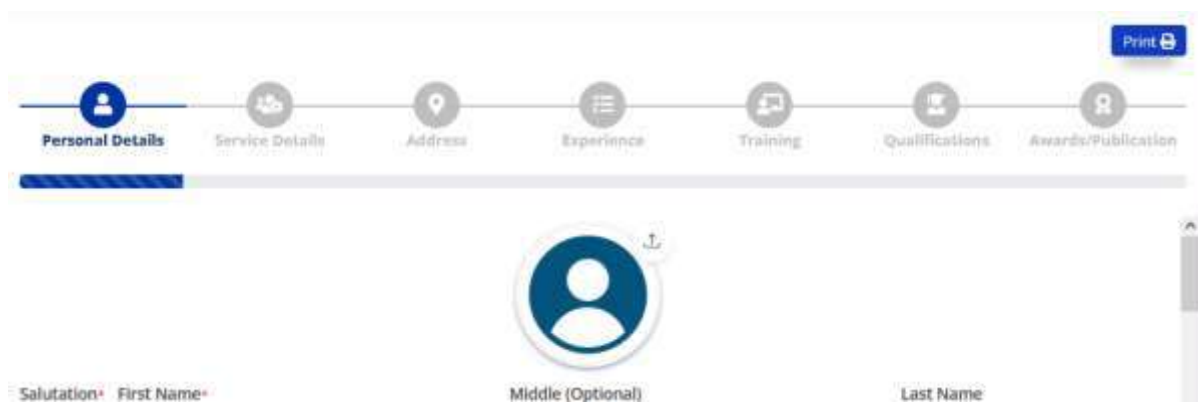 Print
Personal Details Service Details Address Experience Training Qualifications Awards/Publication
Salutation* First Name* Middle (Optional) Last Name